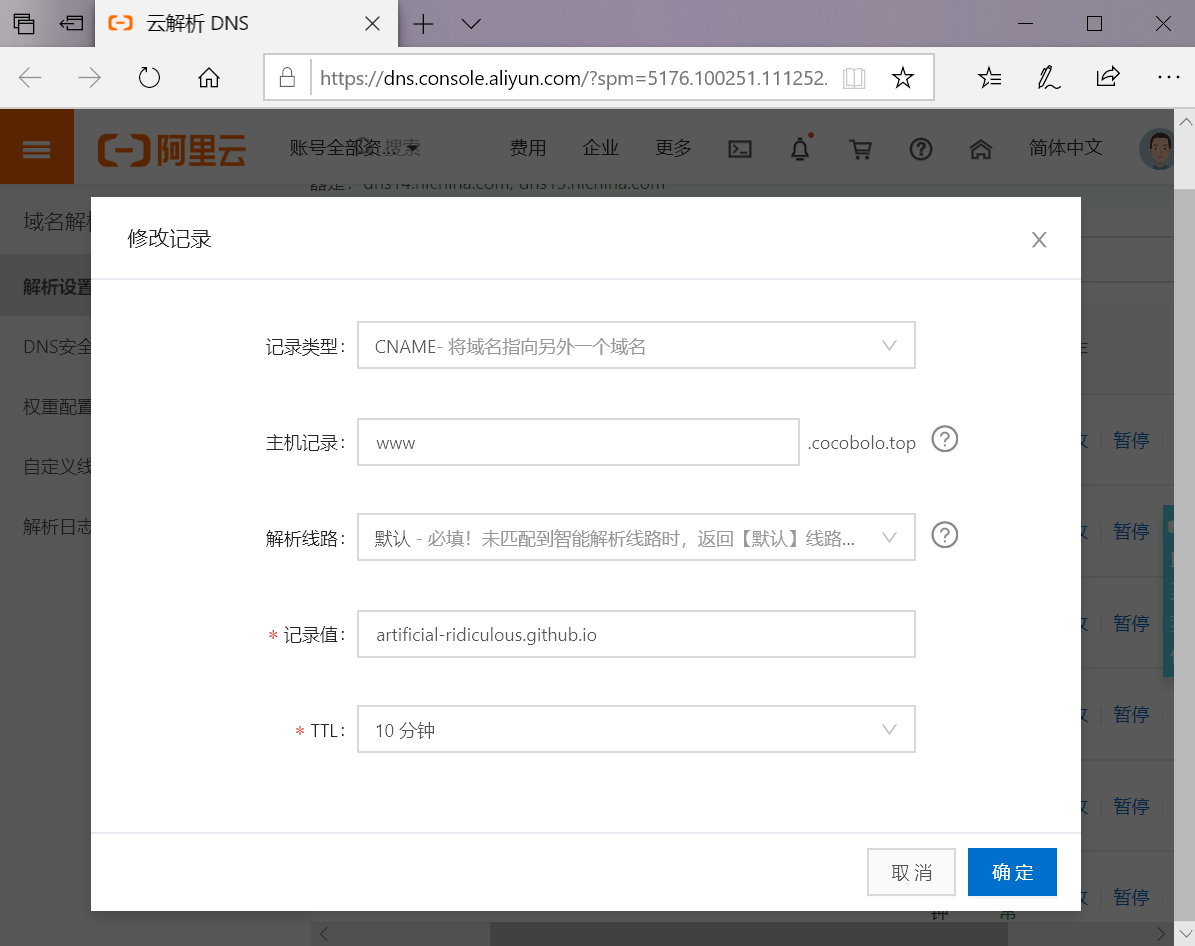 云解析 DNS
https://dns.console.aliyun.com/?spm=5176.100251.111252.
阿里云
账号全部资... 搜索 费用 企业 更多 简体中文
dns14.hichina.com, dns13.hichina.com
域名解析
修改记录
解析设置
记录类型: CNAME- 将域名指向另外一个域名
DNS安全
权重配置
主机记录: www .cocobolo.top
暂停
自定义线
解析日志
解析线路: 默认 - 必填！未匹配到智能解析线路时，返回【默认】线路...
暂停
* 记录值: artificial-ridiculous.github.io
暂停
* TTL: 10 分钟
暂停
暂停
取 消 确 定
暂停